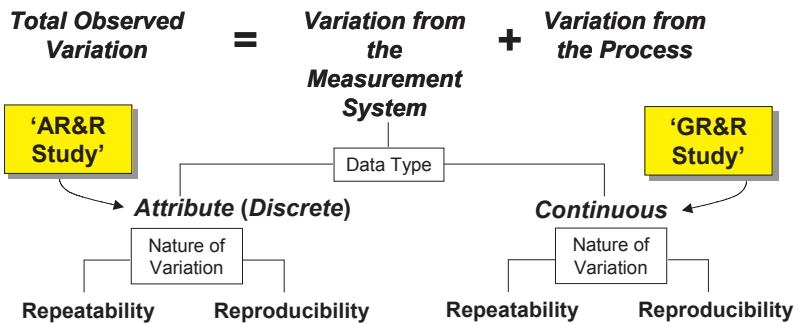 Total Observed
Variation
=
Variation from
the
Measurement
System
+
Variation from
the Process
‘AR&R
Study’
‘GR&R
Study’
Data Type
Attribute (Discrete)
Continuous
Nature of
Variation
Nature of
Variation
Repeatability
Reproducibility
Repeatability
Reproducibility